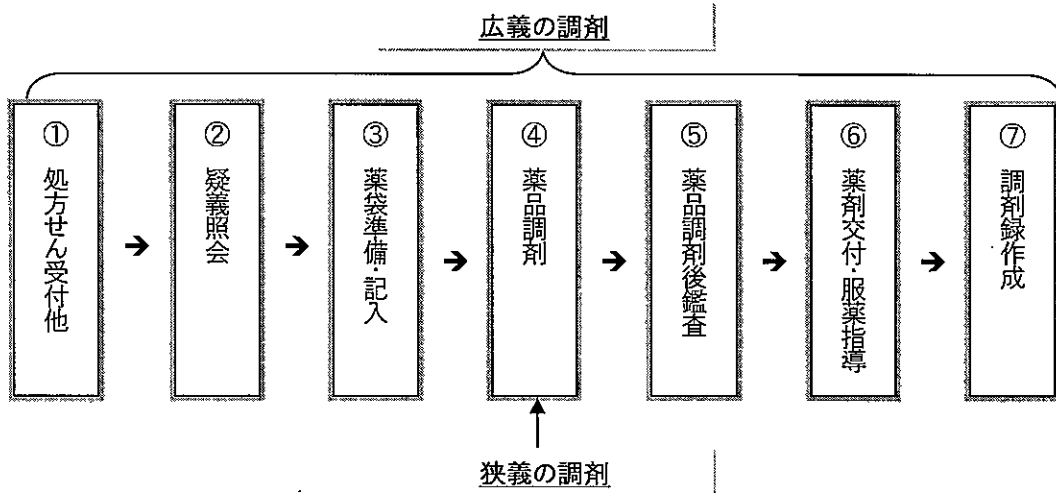 広義の調剤
① 処方せん受付他
➔
② 疑義照会
➔
③ 薬袋準備・記入
➔
④ 薬品調剤
➔
⑤ 薬品調剤後鑑査
➔
⑥ 薬剤交付・服薬指導
➔
⑦ 調剤録作成
狭義の調剤